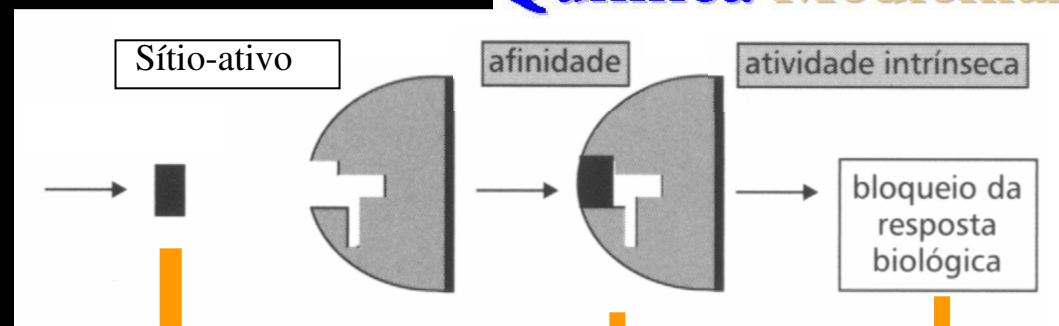 Sítio-ativo
afinidade
atividade intrínseca
bloqueio da
resposta
biológica